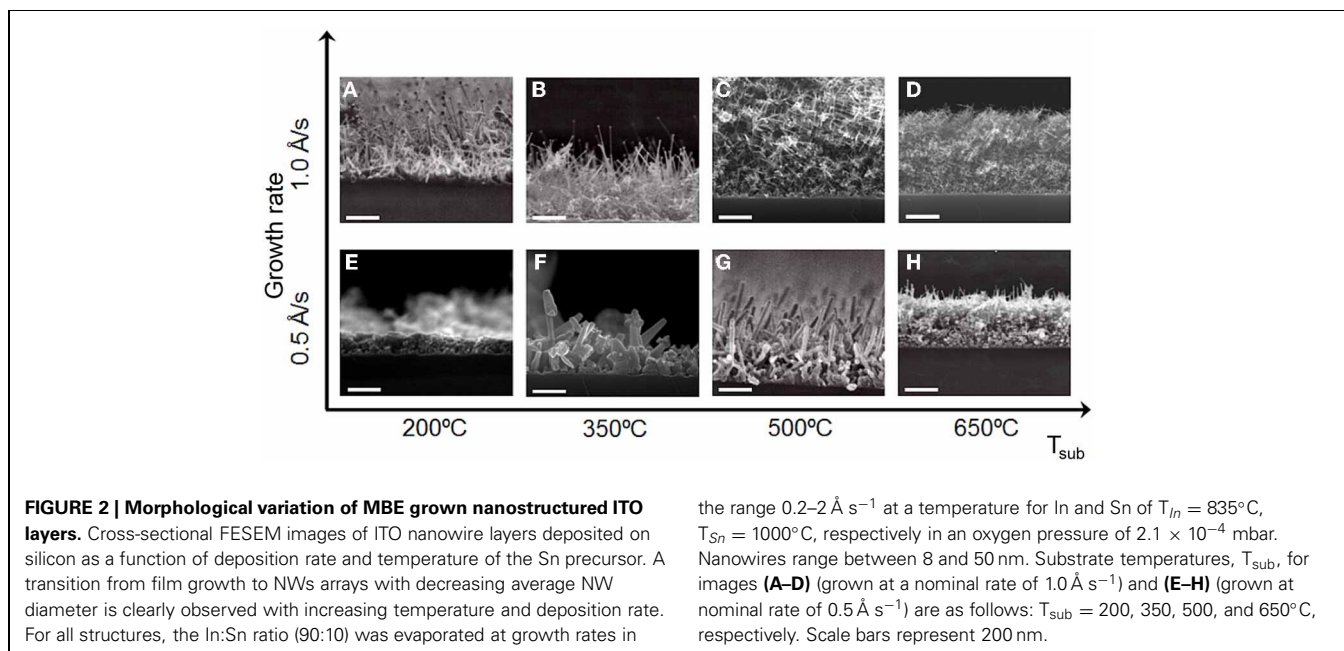 A
B
C
D
1.0 Å/s
Growth rate
E
F
G
H
0.5 Å/s
200ºC
350ºC
500ºC
650ºC
Tsub
FIGURE 2 | Morphological variation of MBE grown nanostructured ITO
layers. Cross-sectional FESEM images of ITO nanowire layers deposited on
silicon as a function of deposition rate and temperature of the Sn precursor. A
transition from film growth to NWs arrays with decreasing average NW
diameter is clearly observed with increasing temperature and deposition rate.
For all structures, the In:Sn ratio (90:10) was evaporated at growth rates in
the range 0.2–2 Å s−1 at a temperature for In and Sn of TIn = 835°C,
TSn = 1000°C, respectively in an oxygen pressure of 2.1 × 10−4 mbar.
Nanowires range between 8 and 50 nm. Substrate temperatures, Tsub, for
images (A–D) (grown at a nominal rate of 1.0 Å s−1) and (E–H) (grown at
nominal rate of 0.5 Å s−1) are as follows: Tsub = 200, 350, 500, and 650°C,
respectively. Scale bars represent 200 nm.